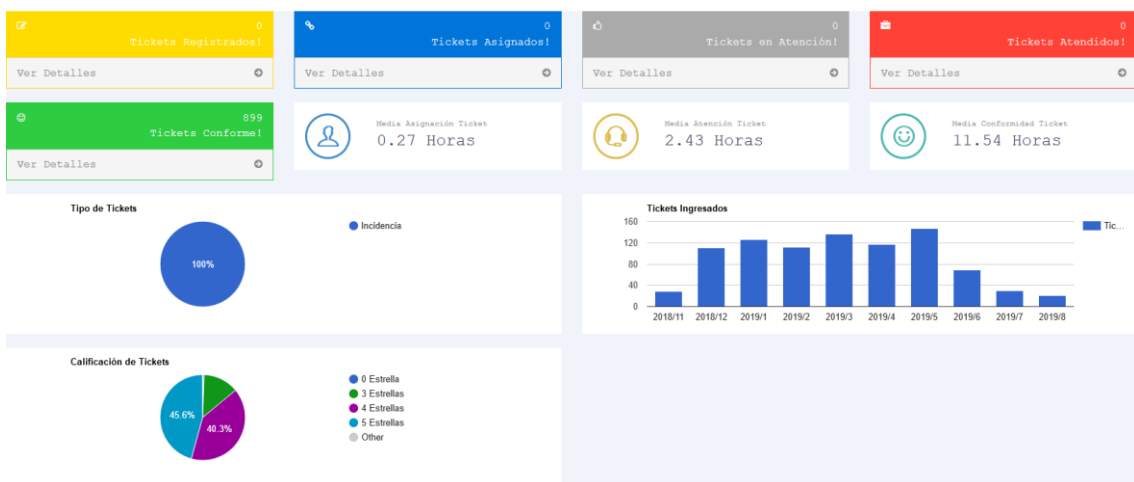 0
Tickets Registrados!
Ver Detalles
0
Tickets Asignados!
Ver Detalles
0
Tickets en Atención!
Ver Detalles
0
Tickets Atendidos!
Ver Detalles
899
Tickets Conforme!
Ver Detalles
Media Asignación Ticket
0.27 Horas
Media Atención Ticket
2.43 Horas
Media Conformidad Ticket
11.54 Horas
Tipo de Tickets
100%
Incidencia
Tickets Ingresados
160
120
80
40
0
2018/11 2018/12 2019/1 2019/2 2019/3 2019/4 2019/5 2019/6 2019/7 2019/8
Tic...
Calificación de Tickets
45.6%
40.3%
0 Estrella
3 Estrellas
4 Estrellas
5 Estrellas
Other